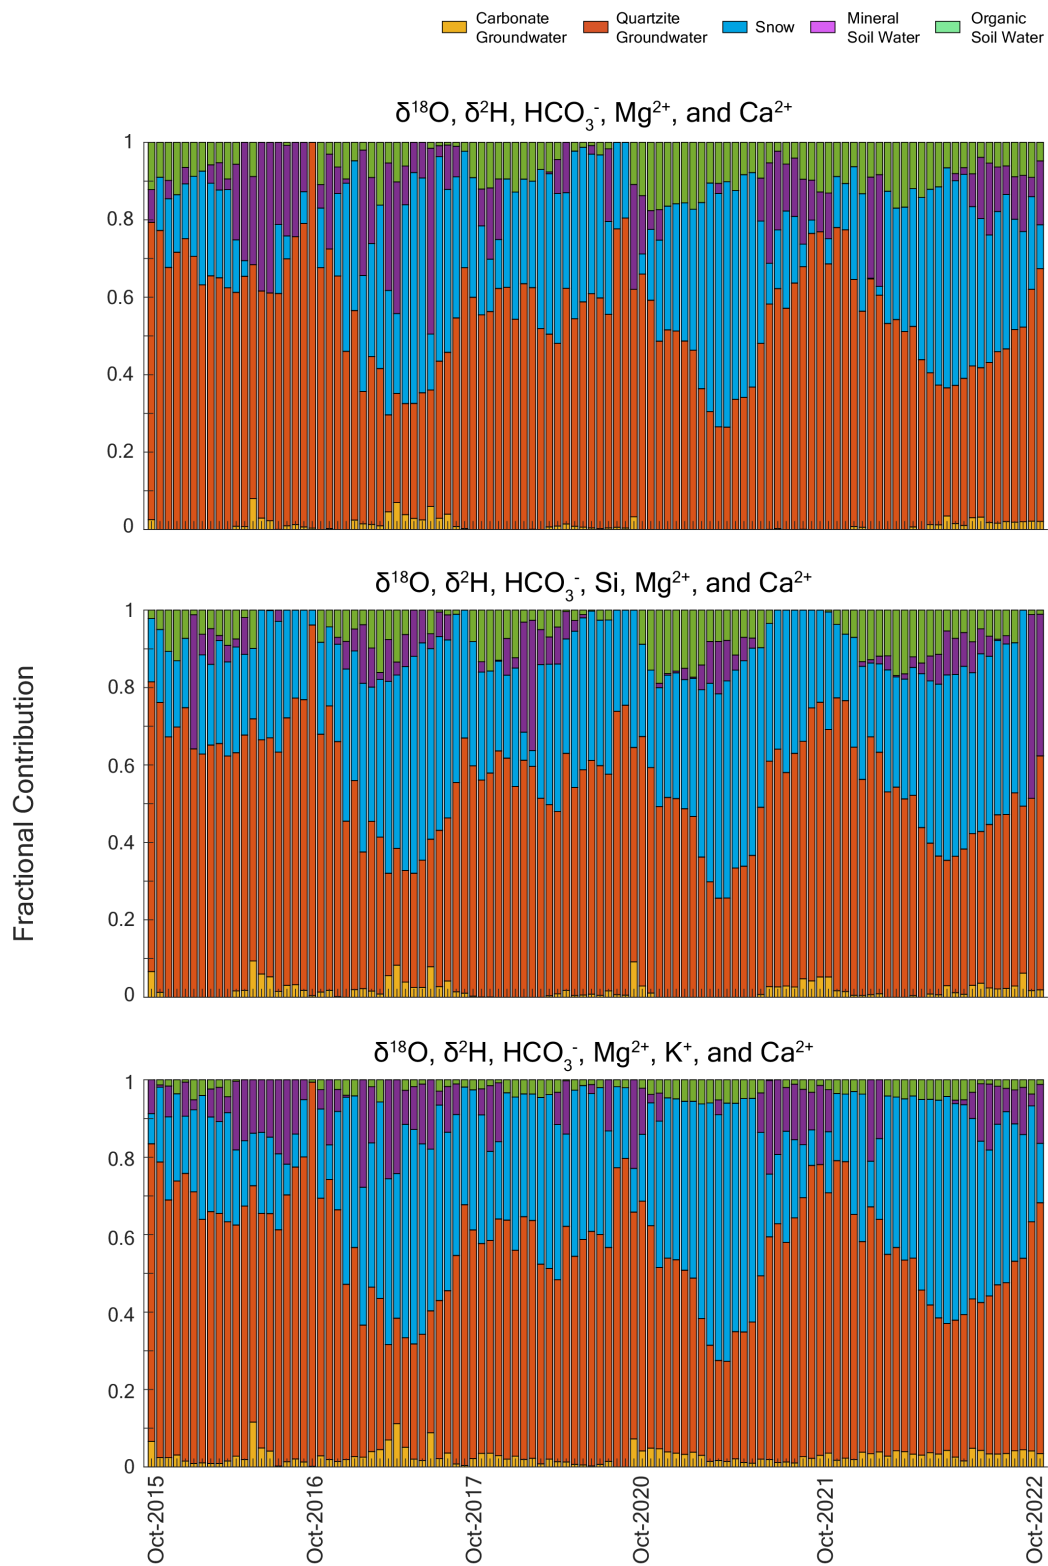 Carbonate Groundwater
Quartzite Groundwater
Snow
Mineral Soil Water
Organic Soil Water
δ¹⁸O, δ²H, HCO₃⁻, Mg²⁺, and Ca²⁺
1
0.8
0.6
0.4
0.2
0
δ¹⁸O, δ²H, HCO₃⁻, Si, Mg²⁺, and Ca²⁺
1
0.8
0.6
0.4
0.2
0
Fractional Contribution
δ¹⁸O, δ²H, HCO₃⁻, Mg²⁺, K⁺, and Ca²⁺
1
0.8
0.6
0.4
0.2
0
Oct-2015
Oct-2016
Oct-2017
Oct-2020
Oct-2021
Oct-2022